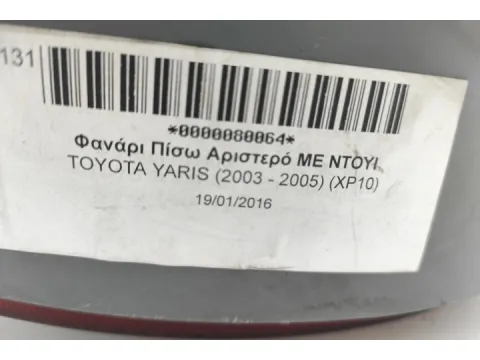 131
*0000080064*
Φανάρι Πίσω Αριστερό ΜΕ ΝΤΟΥΙ
TOYOTA YARIS (2003 - 2005) (XP10)
19/01/2016